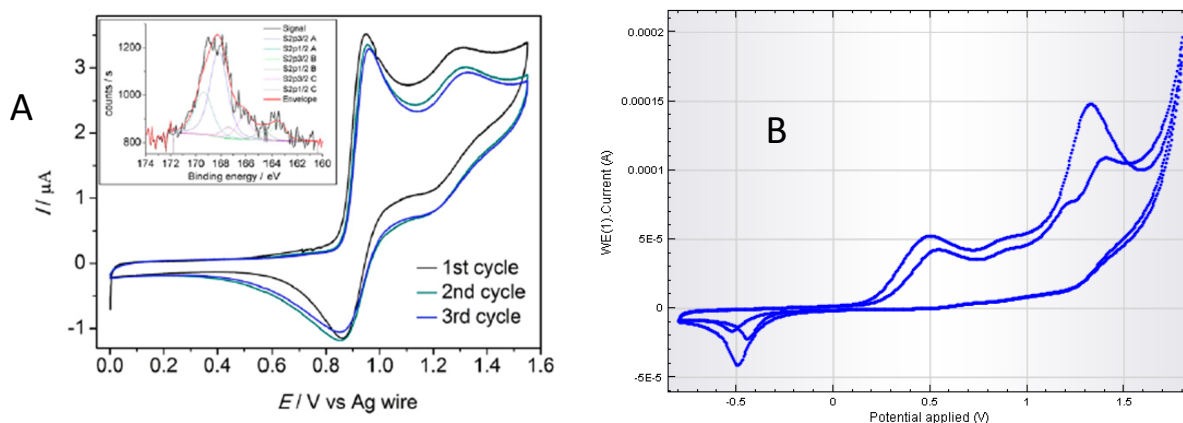 A
counts / s
1200
1000
800
174 172 170 168 166 164 162 160
Binding energy / eV
Signal
S2p3/2 A
S2p1/2 A
S2p3/2 B
S2p1/2 B
S2p3/2 C
S2p1/2 C
Envelope
I / µA
3
2
1
0
-1
1st cycle
2nd cycle
3rd cycle
0.0 0.2 0.4 0.6 0.8 1.0 1.2 1.4 1.6
E / V vs Ag wire
B
WE(1).Current (A)
0.0002
0.00015
0.0001
5E-5
0
-5E-5
-0.5 0 0.5 1 1.5
Potential applied (V)